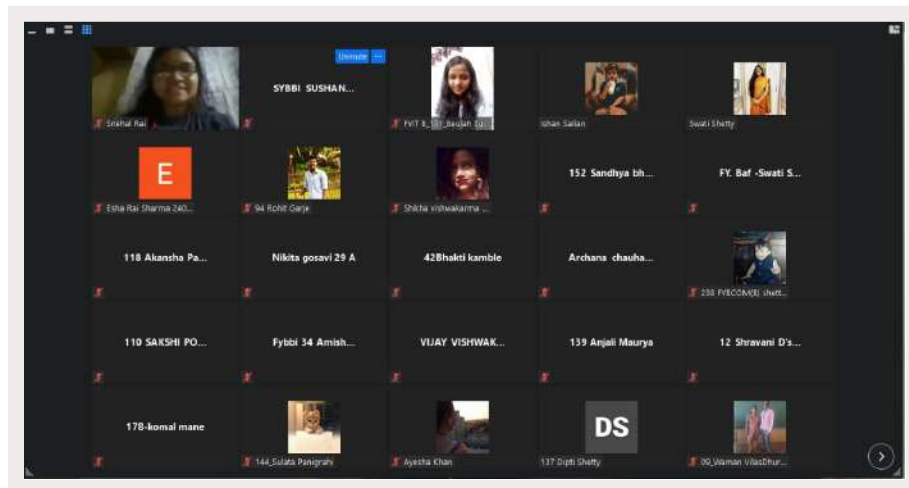 Unmute ...
SYBBI SUSHAN...
Snehal Rai
FYIT B_131_Beulah
Ishan Salian
Swati Shetty
E
152 Sandhya bh...
FY. Baf -Swati S...
Esha Rai Sharma 240...
94 Rohit Garje
Shikha vishwakarma ...
118 Akansha Pa...
Nikita gosavi 29 A
42Bhakti kamble
Archana chauha...
238 FYBCOM(E) shett...
110 SAKSHI PO...
Fybbi 34 Amish...
VIJAY VISHWAK...
139 Anjali Maurya
12 Shravani D's...
178-komal mane
DS
144_Sulata Panigrahi
Ayesha Khan
137 Dipti Shetty
09_Waman VilasDhur...